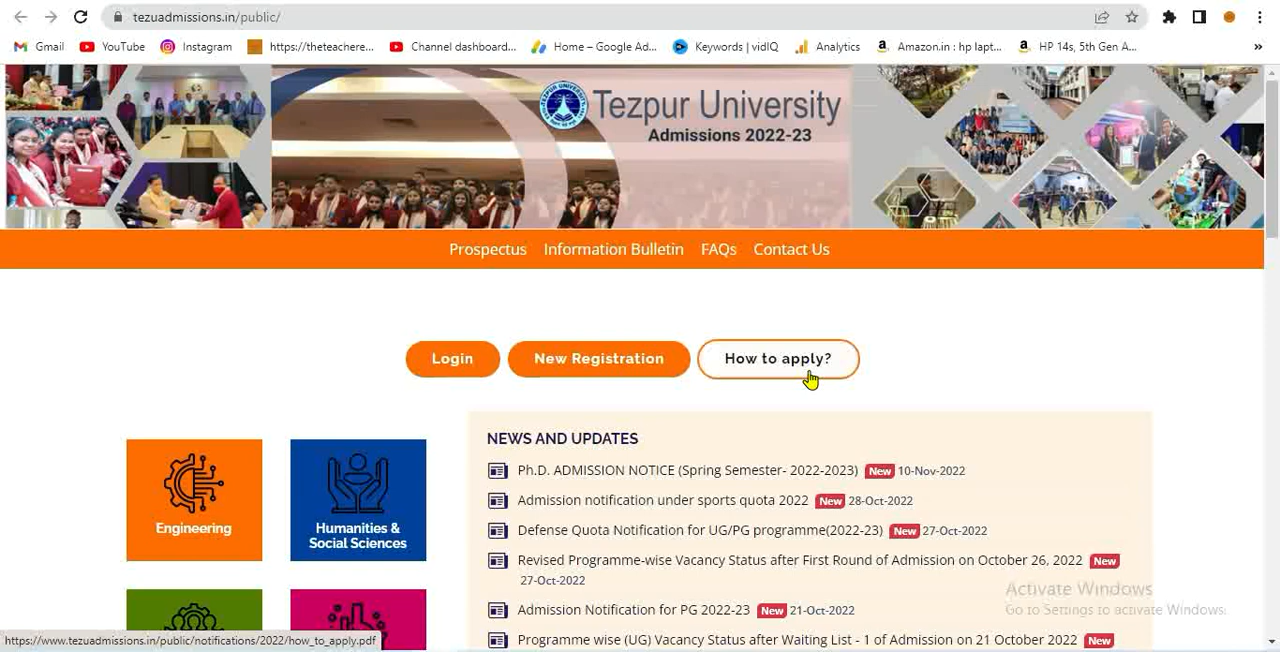 tezuadmissions.in/public/
Gmail YouTube Instagram https://theteachere... Channel dashboard... Home – Google Ad... Keywords | vidIQ Analytics Amazon.in : hp lapt... HP 14s, 5th Gen A... »
Tezpur University
Admissions 2022-23
Prospectus Information Bulletin FAQs Contact Us
Login New Registration How to apply?
NEWS AND UPDATES
Ph.D. ADMISSION NOTICE (Spring Semester- 2022-2023) New 10-Nov-2022
Admission notification under sports quota 2022 New 28-Oct-2022
Defense Quota Notification for UG/PG programme(2022-23) New 27-Oct-2022
Revised Programme-wise Vacancy Status after First Round of Admission on October 26, 2022 New
27-Oct-2022
Admission Notification for PG 2022-23 New 21-Oct-2022
Programme wise (UG) Vacancy Status after Waiting List - 1 of Admission on 21 October 2022 New
Engineering
Humanities &
Social Sciences
Activate Windows
Go to Settings to activate Windows.
https://www.tezuadmissions.in/public/notifications/2022/how_to_apply.pdf